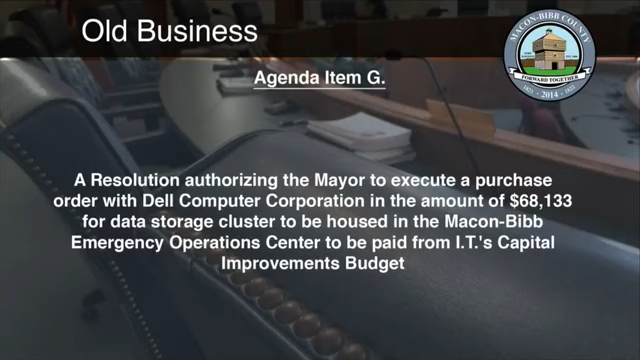 Old Business
MACON-BIBB COUNTY
FORWARD TOGETHER
2014
Agenda Item G.
A Resolution authorizing the Mayor to execute a purchase
order with Dell Computer Corporation in the amount of $68,133
for data storage cluster to be housed in the Macon-Bibb
Emergency Operations Center to be paid from I.T.'s Capital
Improvements Budget